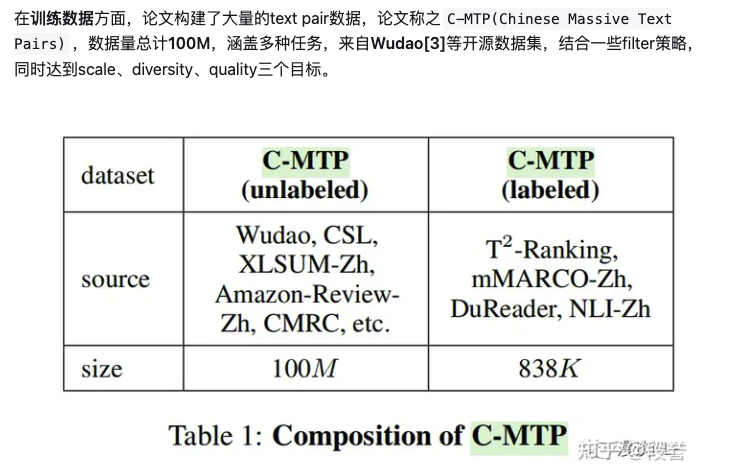 在训练数据方面，论文构建了大量的text pair数据，论文称之 C-MTP(Chinese Massive Text
Pairs) ，数据量总计100M，涵盖多种任务，来自Wudao[3]等开源数据集，结合一些filter策略，
同时达到scale、diversity、quality三个目标。
dataset
C-MTP
(unlabeled)
C-MTP
(labeled)
source
Wudao, CSL,
XLSUM-Zh,
Amazon-Review-
Zh, CMRC, etc.
T²-Ranking,
mMARCO-Zh,
DuReader, NLI-Zh
size
100M
838K
Table 1: Composition of C-MTP
知乎